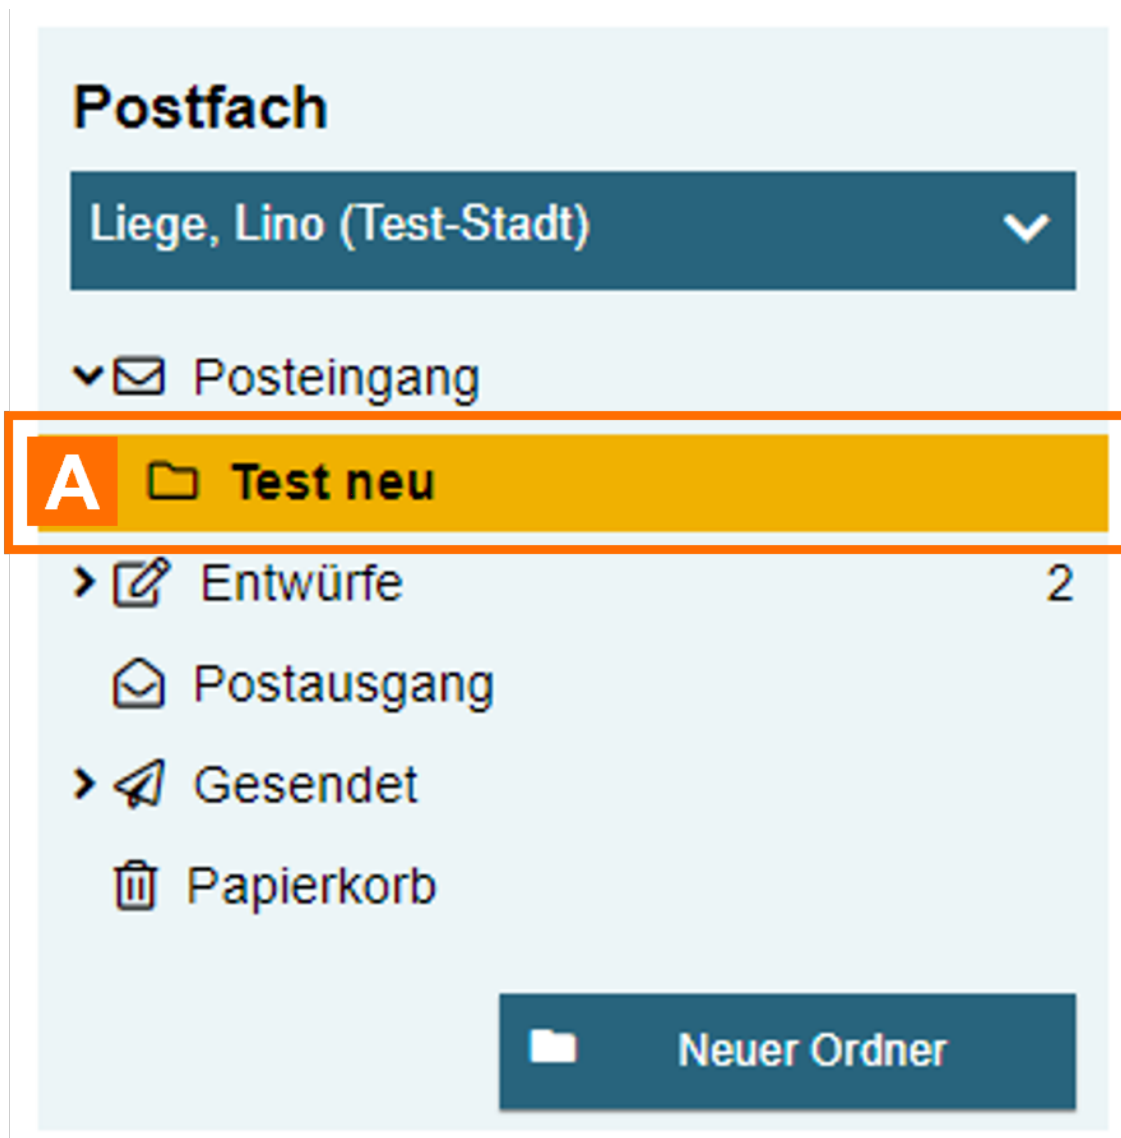 Postfach
Liege, Lino (Test-Stadt)
Posteingang
A Test neu
Entwürfe 2
Postausgang
Gesendet
Papierkorb
Neuer Ordner